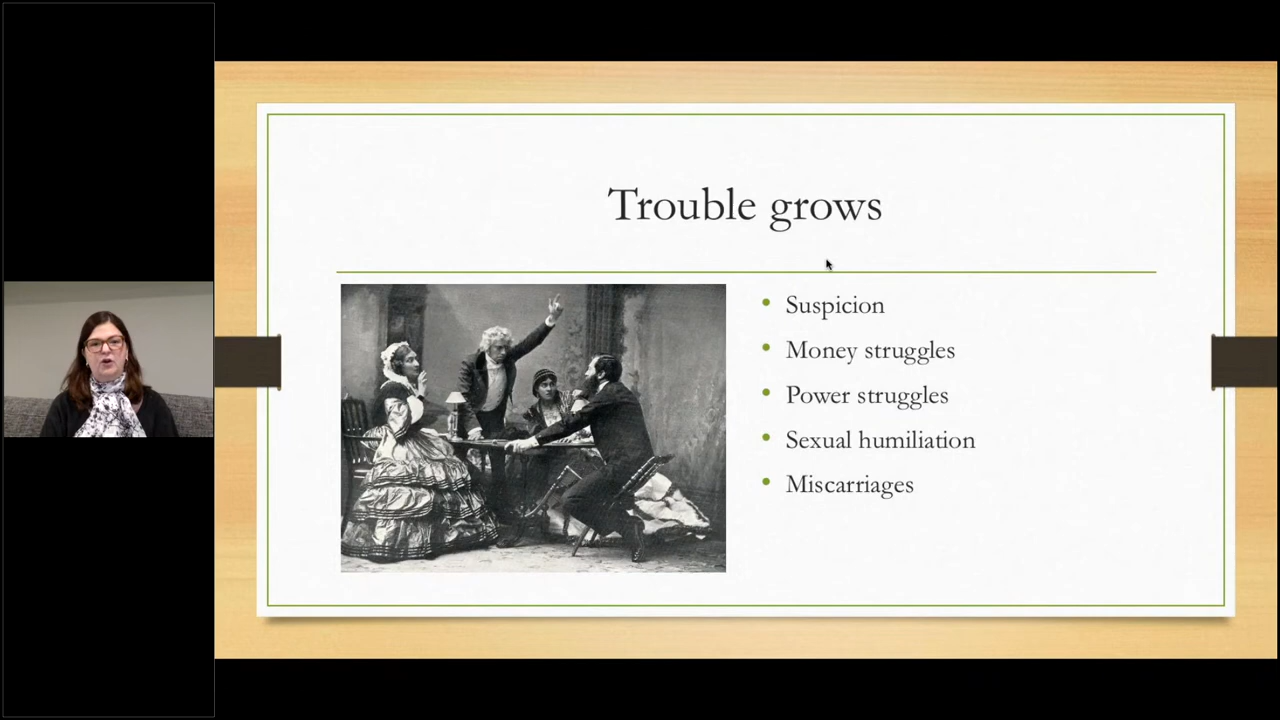 Trouble grows
• Suspicion
• Money struggles
• Power struggles
• Sexual humiliation
• Miscarriages